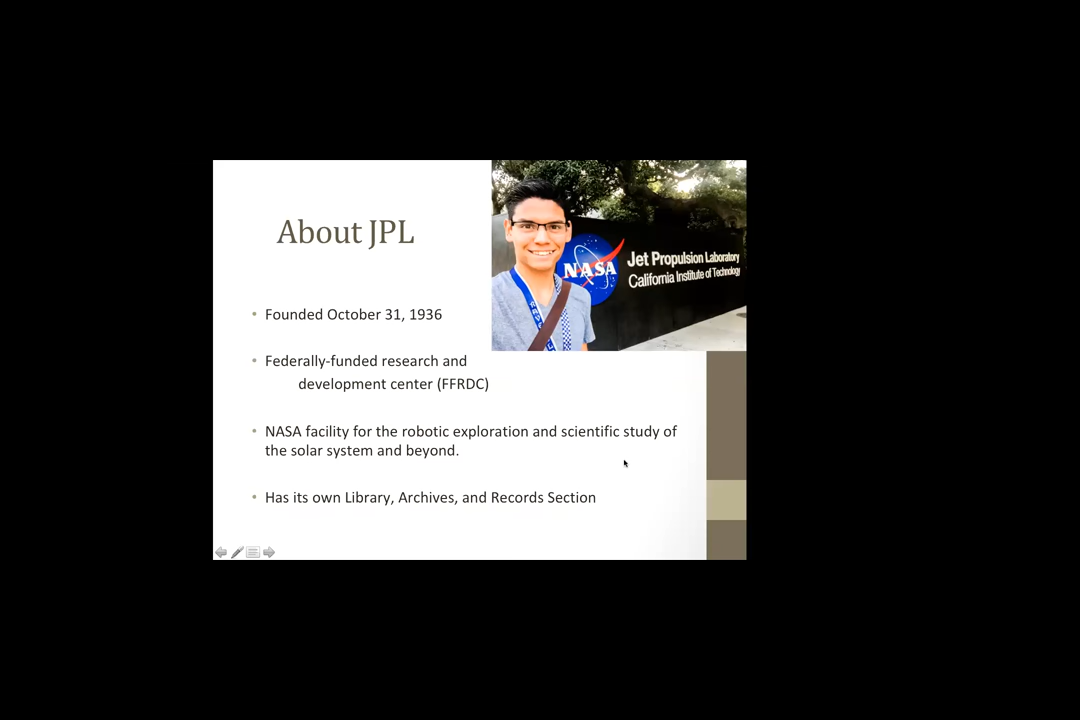 About JPL
NASA
Jet Propulsion Laboratory
California Institute of Technology
• Founded October 31, 1936
• Federally-funded research and
development center (FFRDC)
• NASA facility for the robotic exploration and scientific study of
the solar system and beyond.
• Has its own Library, Archives, and Records Section